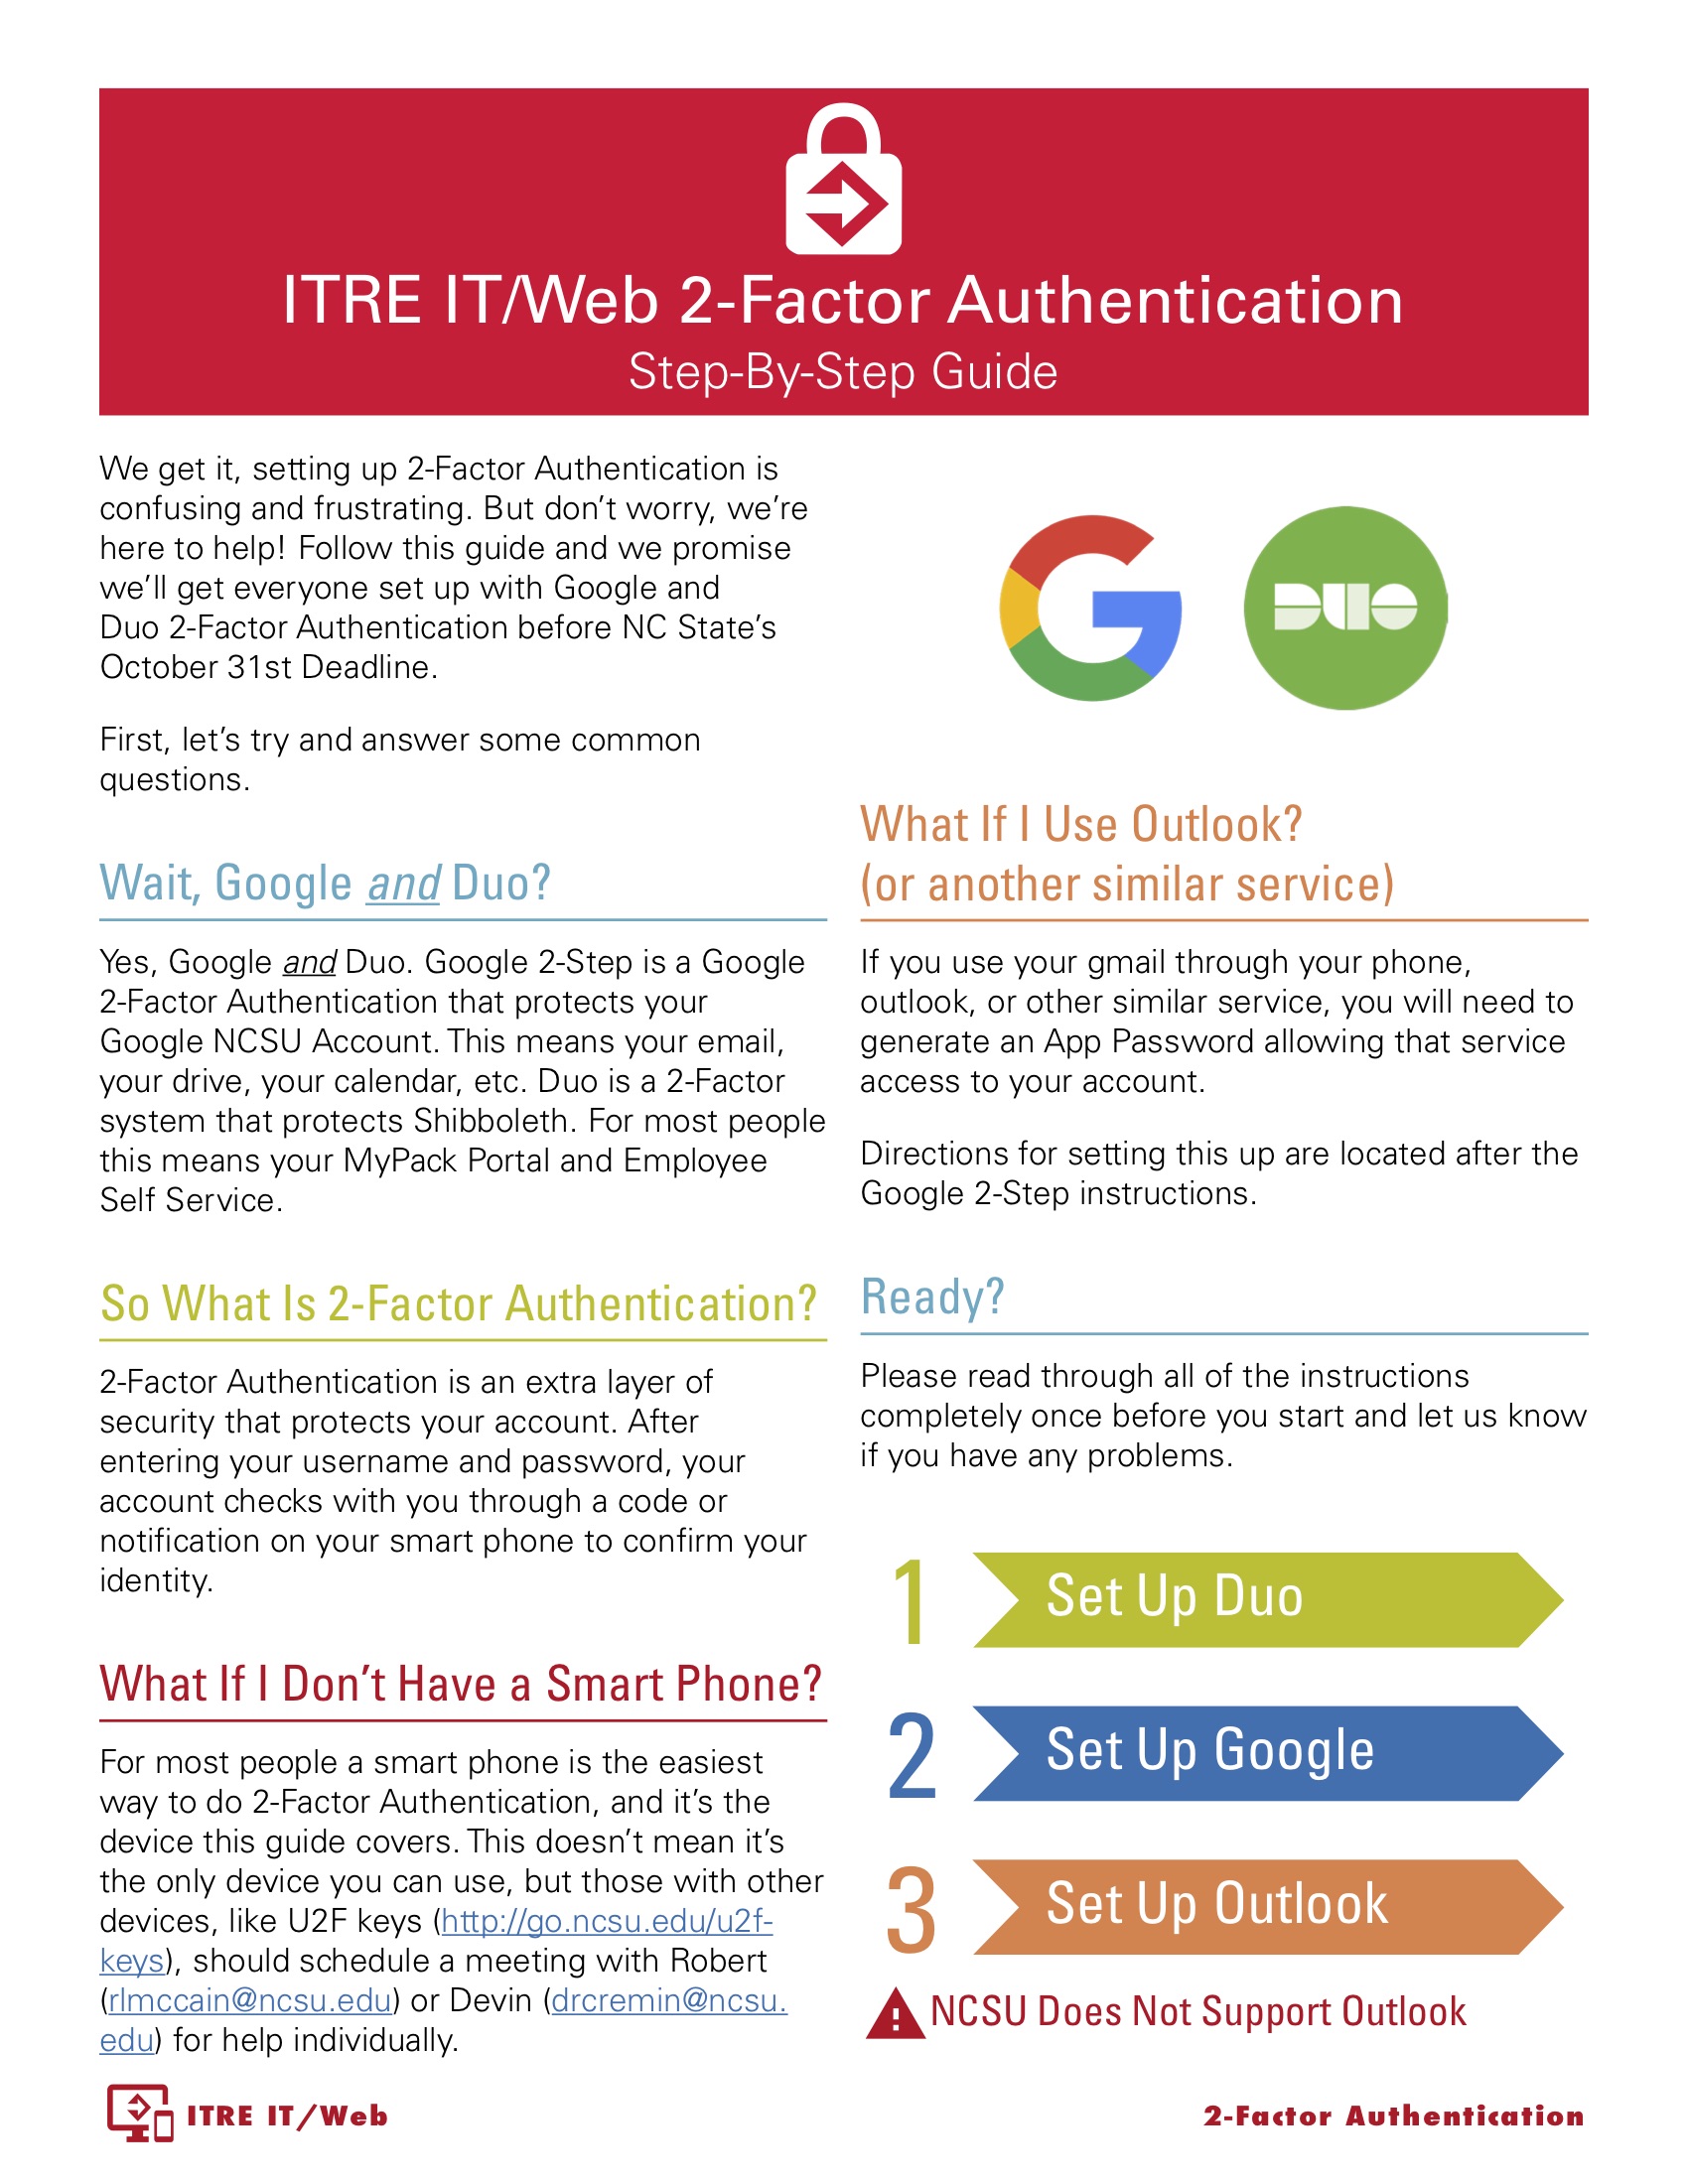 ITRE IT/Web 2-Factor Authentication
Step-By-Step Guide
We get it, setting up 2-Factor Authentication is
confusing and frustrating. But don’t worry, we’re
here to help! Follow this guide and we promise
we’ll get everyone set up with Google and
Duo 2-Factor Authentication before NC State’s
October 31st Deadline.
First, let’s try and answer some common
questions.
Wait, Google and Duo?
Yes, Google and Duo. Google 2-Step is a Google
2-Factor Authentication that protects your
Google NCSU Account. This means your email,
your drive, your calendar, etc. Duo is a 2-Factor
system that protects Shibboleth. For most people
this means your MyPack Portal and Employee
Self Service.
So What Is 2-Factor Authentication?
2-Factor Authentication is an extra layer of
security that protects your account. After
entering your username and password, your
account checks with you through a code or
notification on your smart phone to confirm your
identity.
What If I Don’t Have a Smart Phone?
For most people a smart phone is the easiest
way to do 2-Factor Authentication, and it’s the
device this guide covers. This doesn’t mean it’s
the only device you can use, but those with other
devices, like U2F keys (http://go.ncsu.edu/u2f-
keys), should schedule a meeting with Robert
(rlmccain@ncsu.edu) or Devin (drcremin@ncsu.
edu) for help individually.
G DUO
What If I Use Outlook?
(or another similar service)
If you use your gmail through your phone,
outlook, or other similar service, you will need to
generate an App Password allowing that service
access to your account.
Directions for setting this up are located after the
Google 2-Step instructions.
Ready?
Please read through all of the instructions
completely once before you start and let us know
if you have any problems.
1 Set Up Duo
2 Set Up Google
3 Set Up Outlook
! NCSU Does Not Support Outlook
ITRE IT/Web
2-Factor Authentication